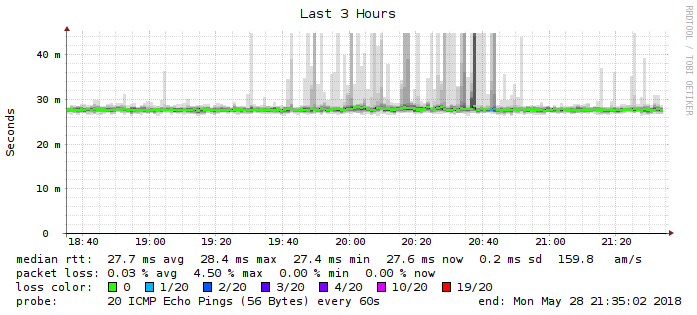 Last 3 Hours
RRDTOOL / TOBI OETIKER
Seconds
40 m
30 m
20 m
10 m
0
18:40 19:00 19:20 19:40 20:00 20:20 20:40 21:00 21:20
median rtt: 27.7 ms avg 28.4 ms max 27.4 ms min 27.6 ms now 0.2 ms sd 159.8 am/s
packet loss: 0.03 % avg 4.50 % max 0.00 % min 0.00 % now
loss color: 0 1/20 2/20 3/20 4/20 10/20 19/20
probe: 20 ICMP Echo Pings (56 Bytes) every 60s end: Mon May 28 21:35:02 2018